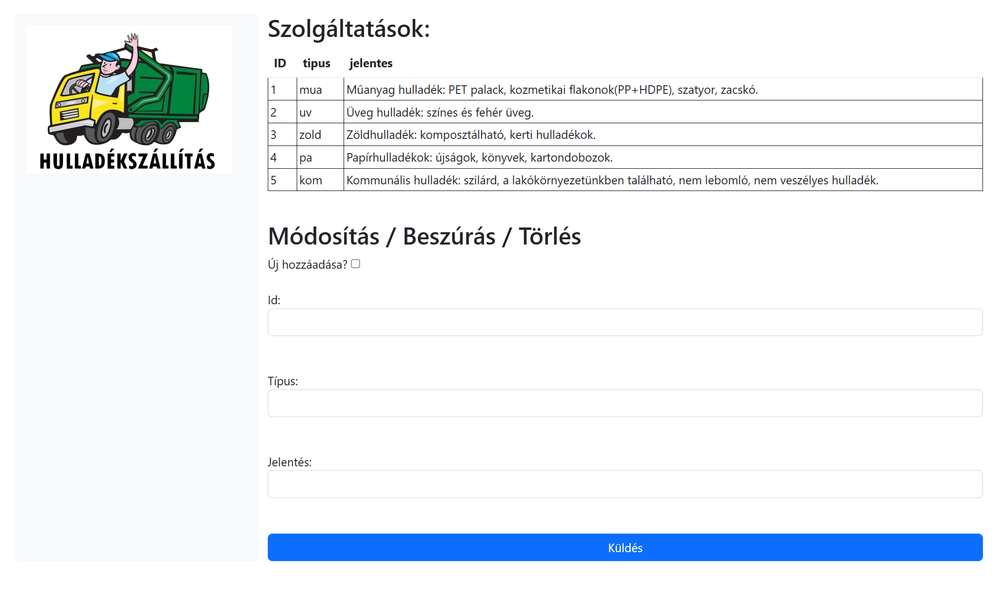 HULLADÉKSZÁLLÍTÁS
Szolgáltatások:
ID tipus jelentes
1 mua Műanyag hulladék: PET palack, kozmetikai flakonok(PP+HDPE), szatyor, zacskó.
2 uv Üveg hulladék: színes és fehér üveg.
3 zold Zöldhulladék: komposztálható, kerti hulladékok.
4 pa Papírhulladékok: újságok, könyvek, kartondobozok.
5 kom Kommunális hulladék: szilárd, a lakókörnyezetünkben található, nem lebomló, nem veszélyes hulladék.
Módosítás / Beszúrás / Törlés
Új hozzáadása?
Id:
Típus:
Jelentés:
Küldés